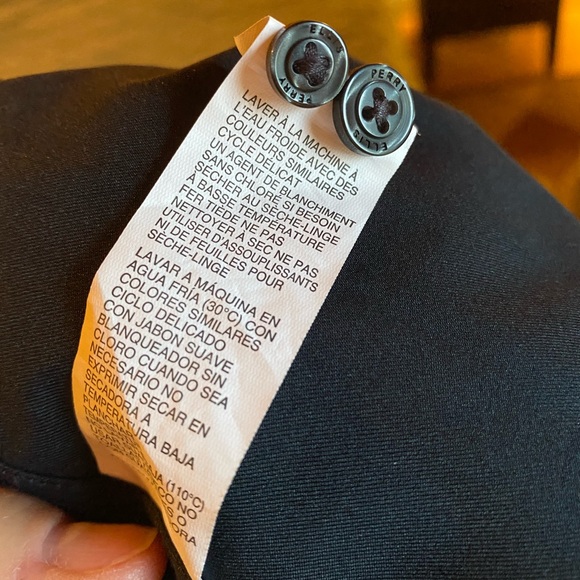 ELLIS
PERRY
PERRY
ELLIS
LAVER À LA MACHINE À
L'EAU FROIDE AVEC DES
COULEURS SIMILAIRES
CYCLE DÉLICAT
UN AGENT DE BLANCHIMENT
SANS CHLORE SI BESOIN
À SÉCHER AU SÈCHE-LINGE
À BASSE TEMPÉRATURE
FER TIÈDE NE PAS
NETTOYER À SEC NE PAS
UTILISER D'ASSOUPLISSANTS
NI DE FEUILLES POUR
SÈCHE-LINGE
LAVAR A MÁQUINA EN
AGUA FRÍA (30°C) CON
COLORES SIMILARES
CICLO DELICADO
CON JABON SUAVE
BLANQUEADOR SIN
CLORO CUANDO SEA
NECESARIO NO
EXPRIMIR SECAR EN
SECADORA A
TEMPERATURA BAJA
(110°C)
NO
O